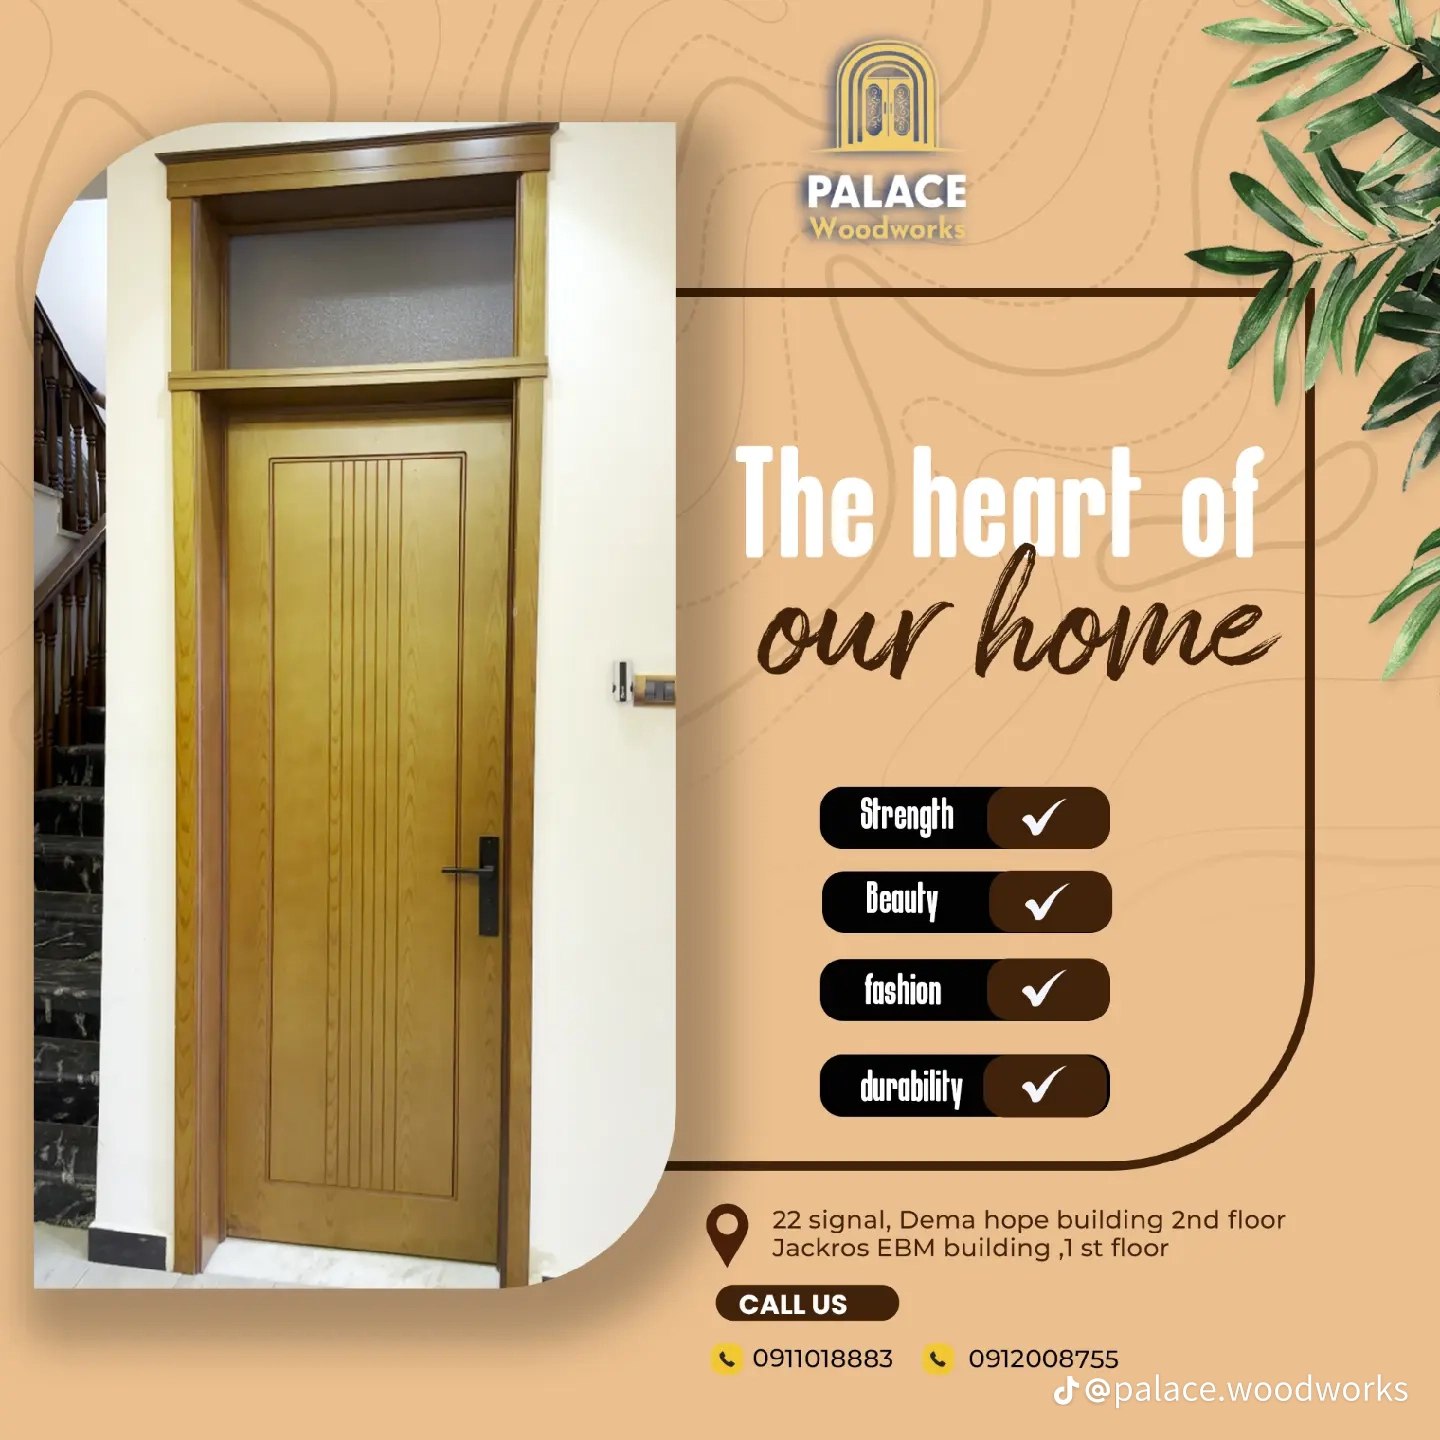 PALACE
Woodworks
The heart of
our home
Strength
Beauty
fashion
durability
22 signal, Dema hope building 2nd floor
Jackros EBM building ,1 st floor
CALL US
0911018883
0912008755
@palace.woodworks